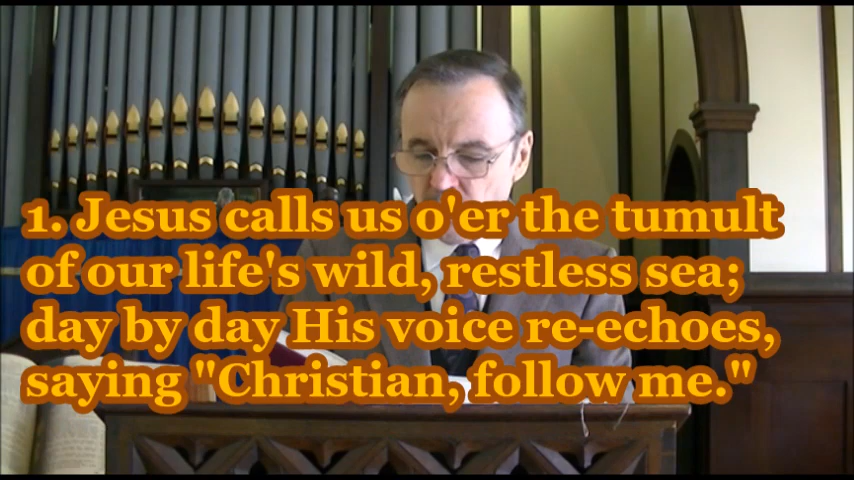 1. Jesus calls us o'er the tumult
of our life's wild, restless sea;
day by day His voice re-echoes,
saying "Christian, follow me."